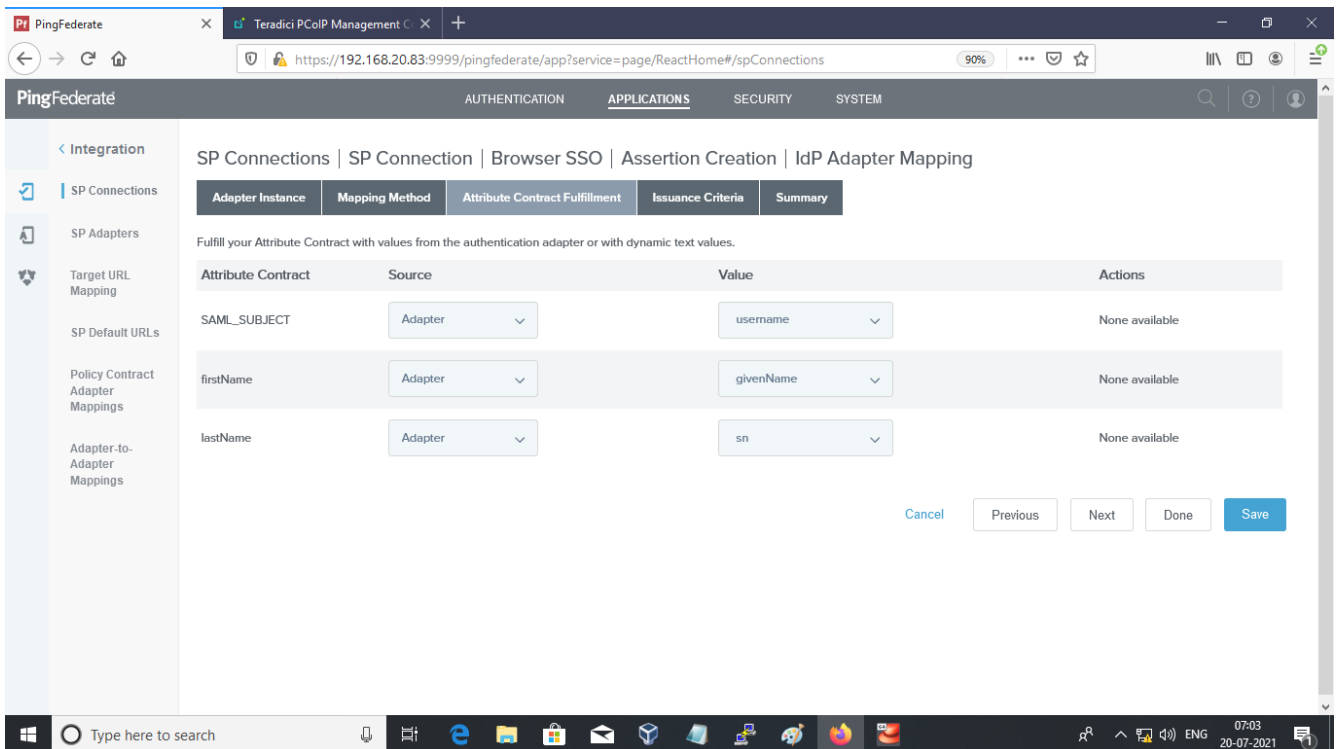 Pf PingFederate
Teradici PCoIP Management C
https://192.168.20.83:9999/pingfederate/app?service=page/ReactHome#/spConnections
90%
PingFederate
AUTHENTICATION APPLICATIONS SECURITY SYSTEM
Integration
SP Connections
SP Adapters
Target URL
Mapping
SP Default URLs
Policy Contract
Adapter
Mappings
Adapter-to-
Adapter
Mappings
SP Connections | SP Connection | Browser SSO | Assertion Creation | IdP Adapter Mapping
Adapter Instance Mapping Method Attribute Contract Fulfillment Issuance Criteria Summary
Fulfill your Attribute Contract with values from the authentication adapter or with dynamic text values.
Attribute Contract Source Value Actions
SAML_SUBJECT Adapter username None available
firstName Adapter givenName None available
lastName Adapter sn None available
Cancel Previous Next Done Save
Type here to search
ENG
07:03
20-07-2021
1